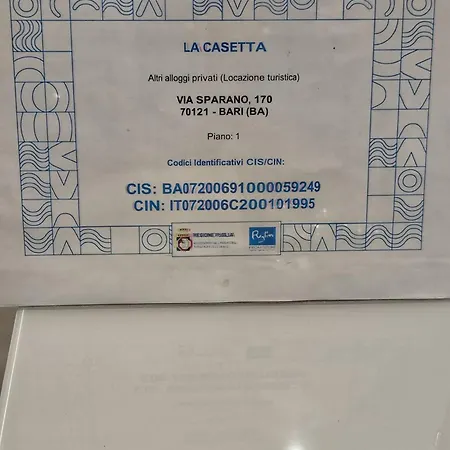 LA CASETTA
Altri alloggi privati (Locazione turistica)
VIA SPARANO, 170
70121 - BARI (BA)
Piano: 1
Codici Identificativi CIS/CIN:
CIS: BA07200691000059249
CIN: IT072006C200101995
REGIONE PUGLIA